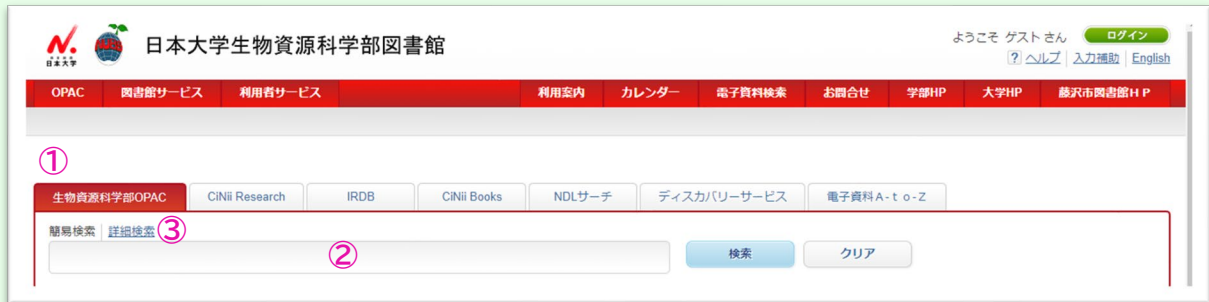 日本大学
日本大学生物資源科学部図書館
ようこそ ゲスト さん ログイン
? ヘルプ 入力補助 English
OPAC 図書館サービス 利用者サービス 利用案内 カレンダー 電子資料検索 お問合せ 学部HP 大学HP 藤沢市図書館HP
①
生物資源科学部OPAC CiNii Research IRDB CiNii Books NDLサーチ ディスカバリーサービス 電子資料A-to-Z
簡易検索 詳細検索 ③
② 検索 クリア